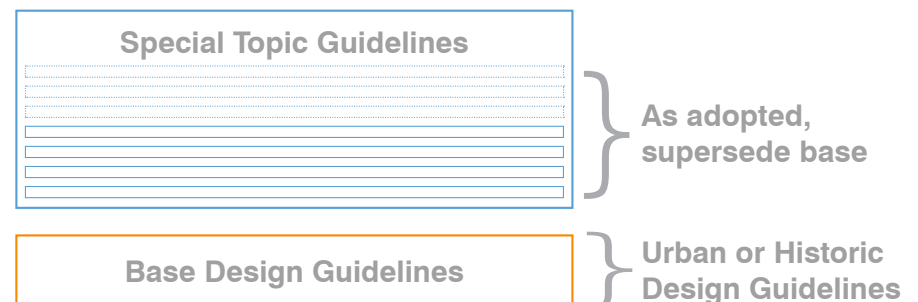 Special Topic Guidelines
As adopted,
supersede base
Base Design Guidelines
Urban or Historic
Design Guidelines